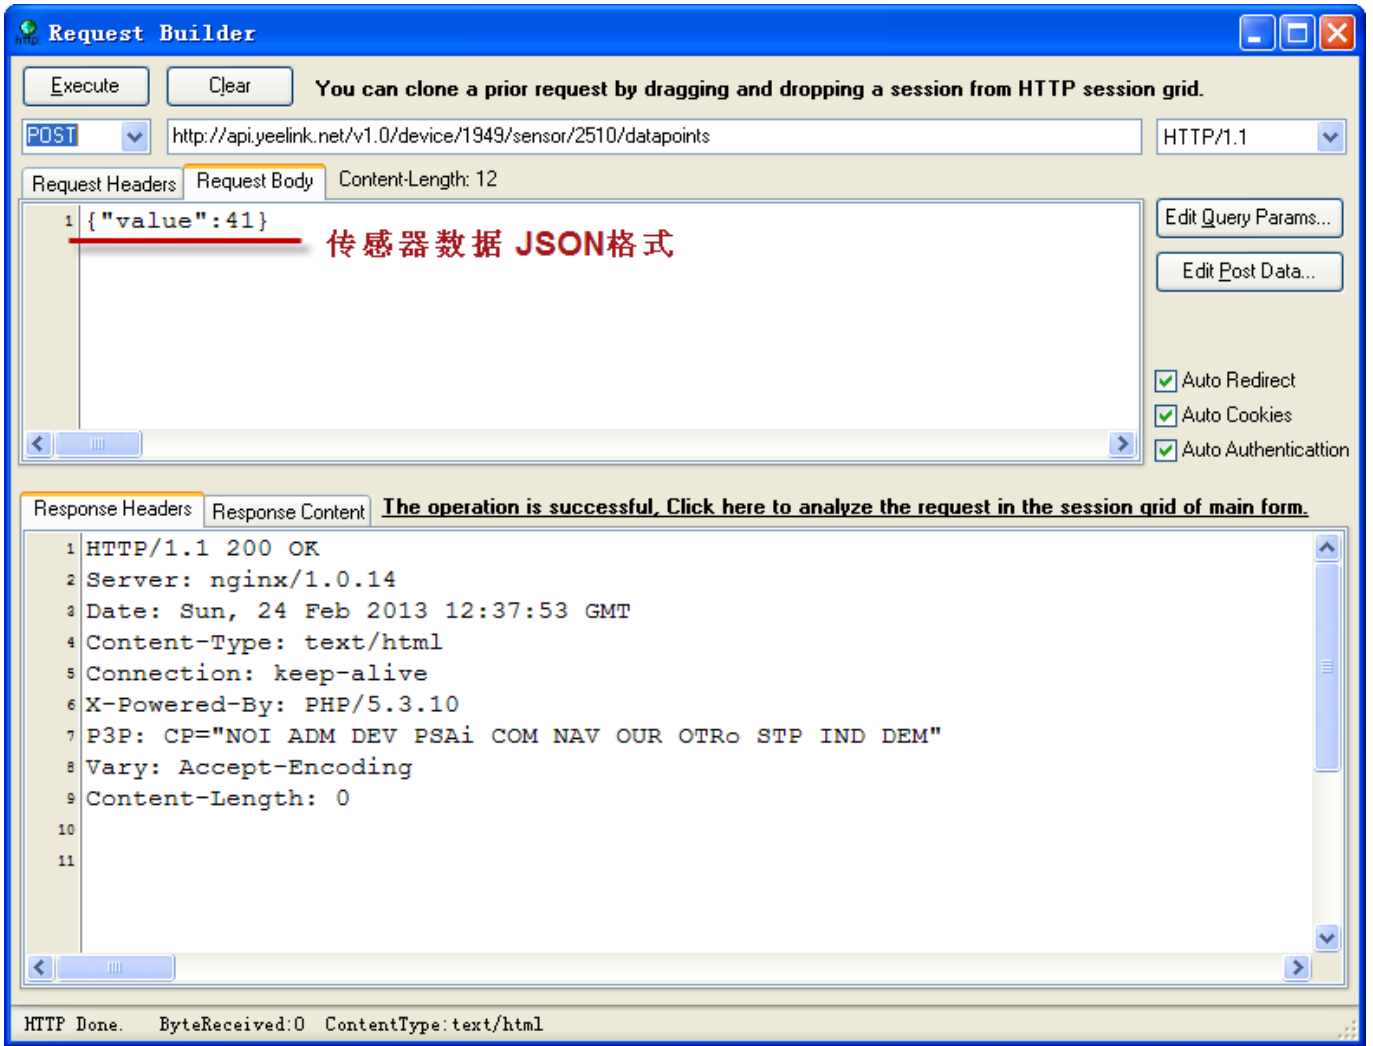 Request Builder
Execute Clear You can clone a prior request by dragging and dropping a session from HTTP session grid.
POST http://api.yeelink.net/v1.0/device/1949/sensor/2510/datapoints HTTP/1.1
Request Headers Request Body Content-Length: 12
1 {"value":41}
传感器数据 JSON格式
Edit Query Params...
Edit Post Data...
Auto Redirect
Auto Cookies
Auto Authenticattion
Response Headers Response Content The operation is successful, Click here to analyze the request in the session grid of main form.
1 HTTP/1.1 200 OK
2 Server: nginx/1.0.14
3 Date: Sun, 24 Feb 2013 12:37:53 GMT
4 Content-Type: text/html
5 Connection: keep-alive
6 X-Powered-By: PHP/5.3.10
7 P3P: CP="NOI ADM DEV PSAi COM NAV OUR OTRo STP IND DEM"
8 Vary: Accept-Encoding
9 Content-Length: 0
10
11
HTTP Done. ByteReceived:0 ContentType:text/html